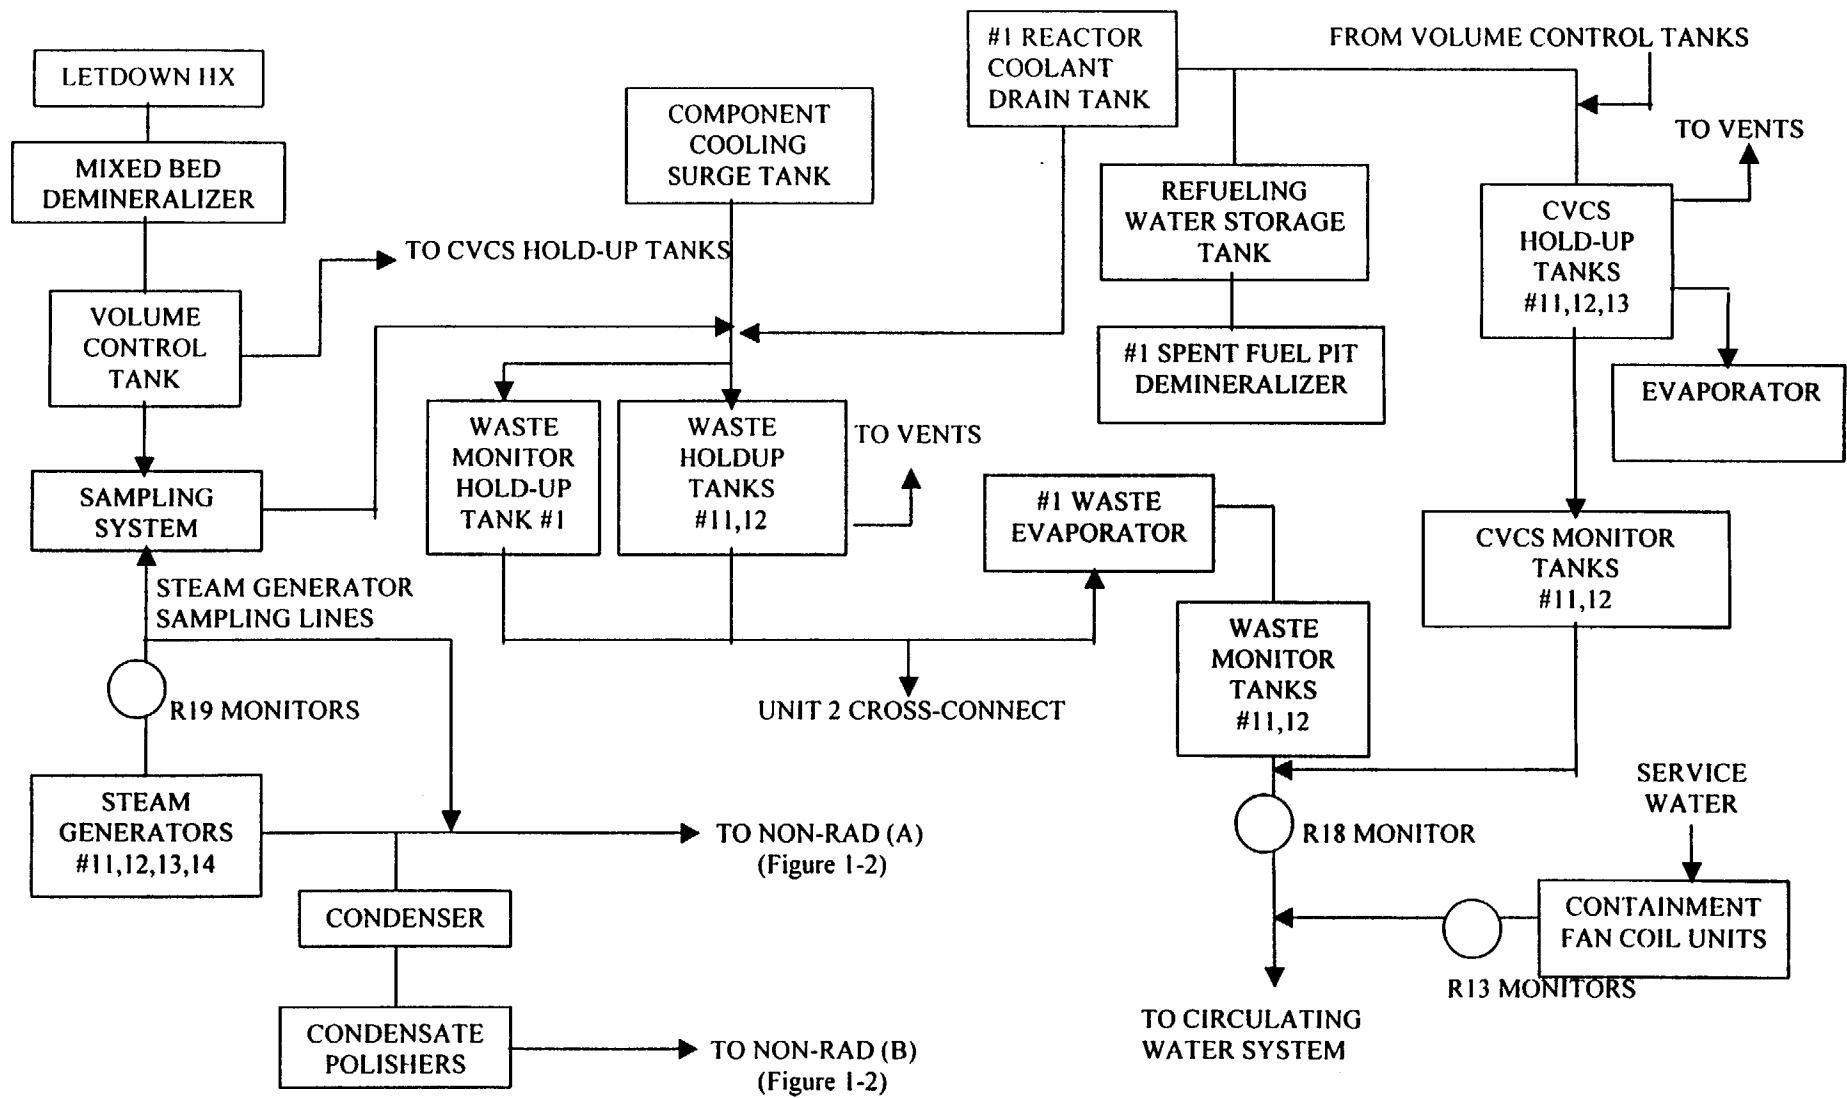 LETDOWN HX
MIXED BED
DEMINERALIZER
VOLUME
CONTROL
TANK
TO CVCS HOLD-UP TANKS
SAMPLING
SYSTEM
STEAM GENERATOR
SAMPLING LINES
R19 MONITORS
STEAM
GENERATORS
#11,12,13,14
CONDENSER
CONDENSATE
POLISHERS
TO NON-RAD (A)
(Figure 1-2)
TO NON-RAD (B)
(Figure 1-2)
COMPONENT
COOLING
SURGE TANK
WASTE
MONITOR
HOLD-UP
TANK #1
WASTE
HOLDUP
TANKS
#11,12
TO VENTS
UNIT 2 CROSS-CONNECT
#1 REACTOR
COOLANT
DRAIN TANK
REFUELING
WATER STORAGE
TANK
#1 SPENT FUEL PIT
DEMINERALIZER
#1 WASTE
EVAPORATOR
WASTE
MONITOR
TANKS
#11,12
R18 MONITOR
TO CIRCULATING
WATER SYSTEM
FROM VOLUME CONTROL TANKS
TO VENTS
CVCS
HOLD-UP
TANKS
#11,12,13
EVAPORATOR
CVCS MONITOR
TANKS
#11,12
SERVICE
WATER
CONTAINMENT
FAN COIL UNITS
R13 MONITORS